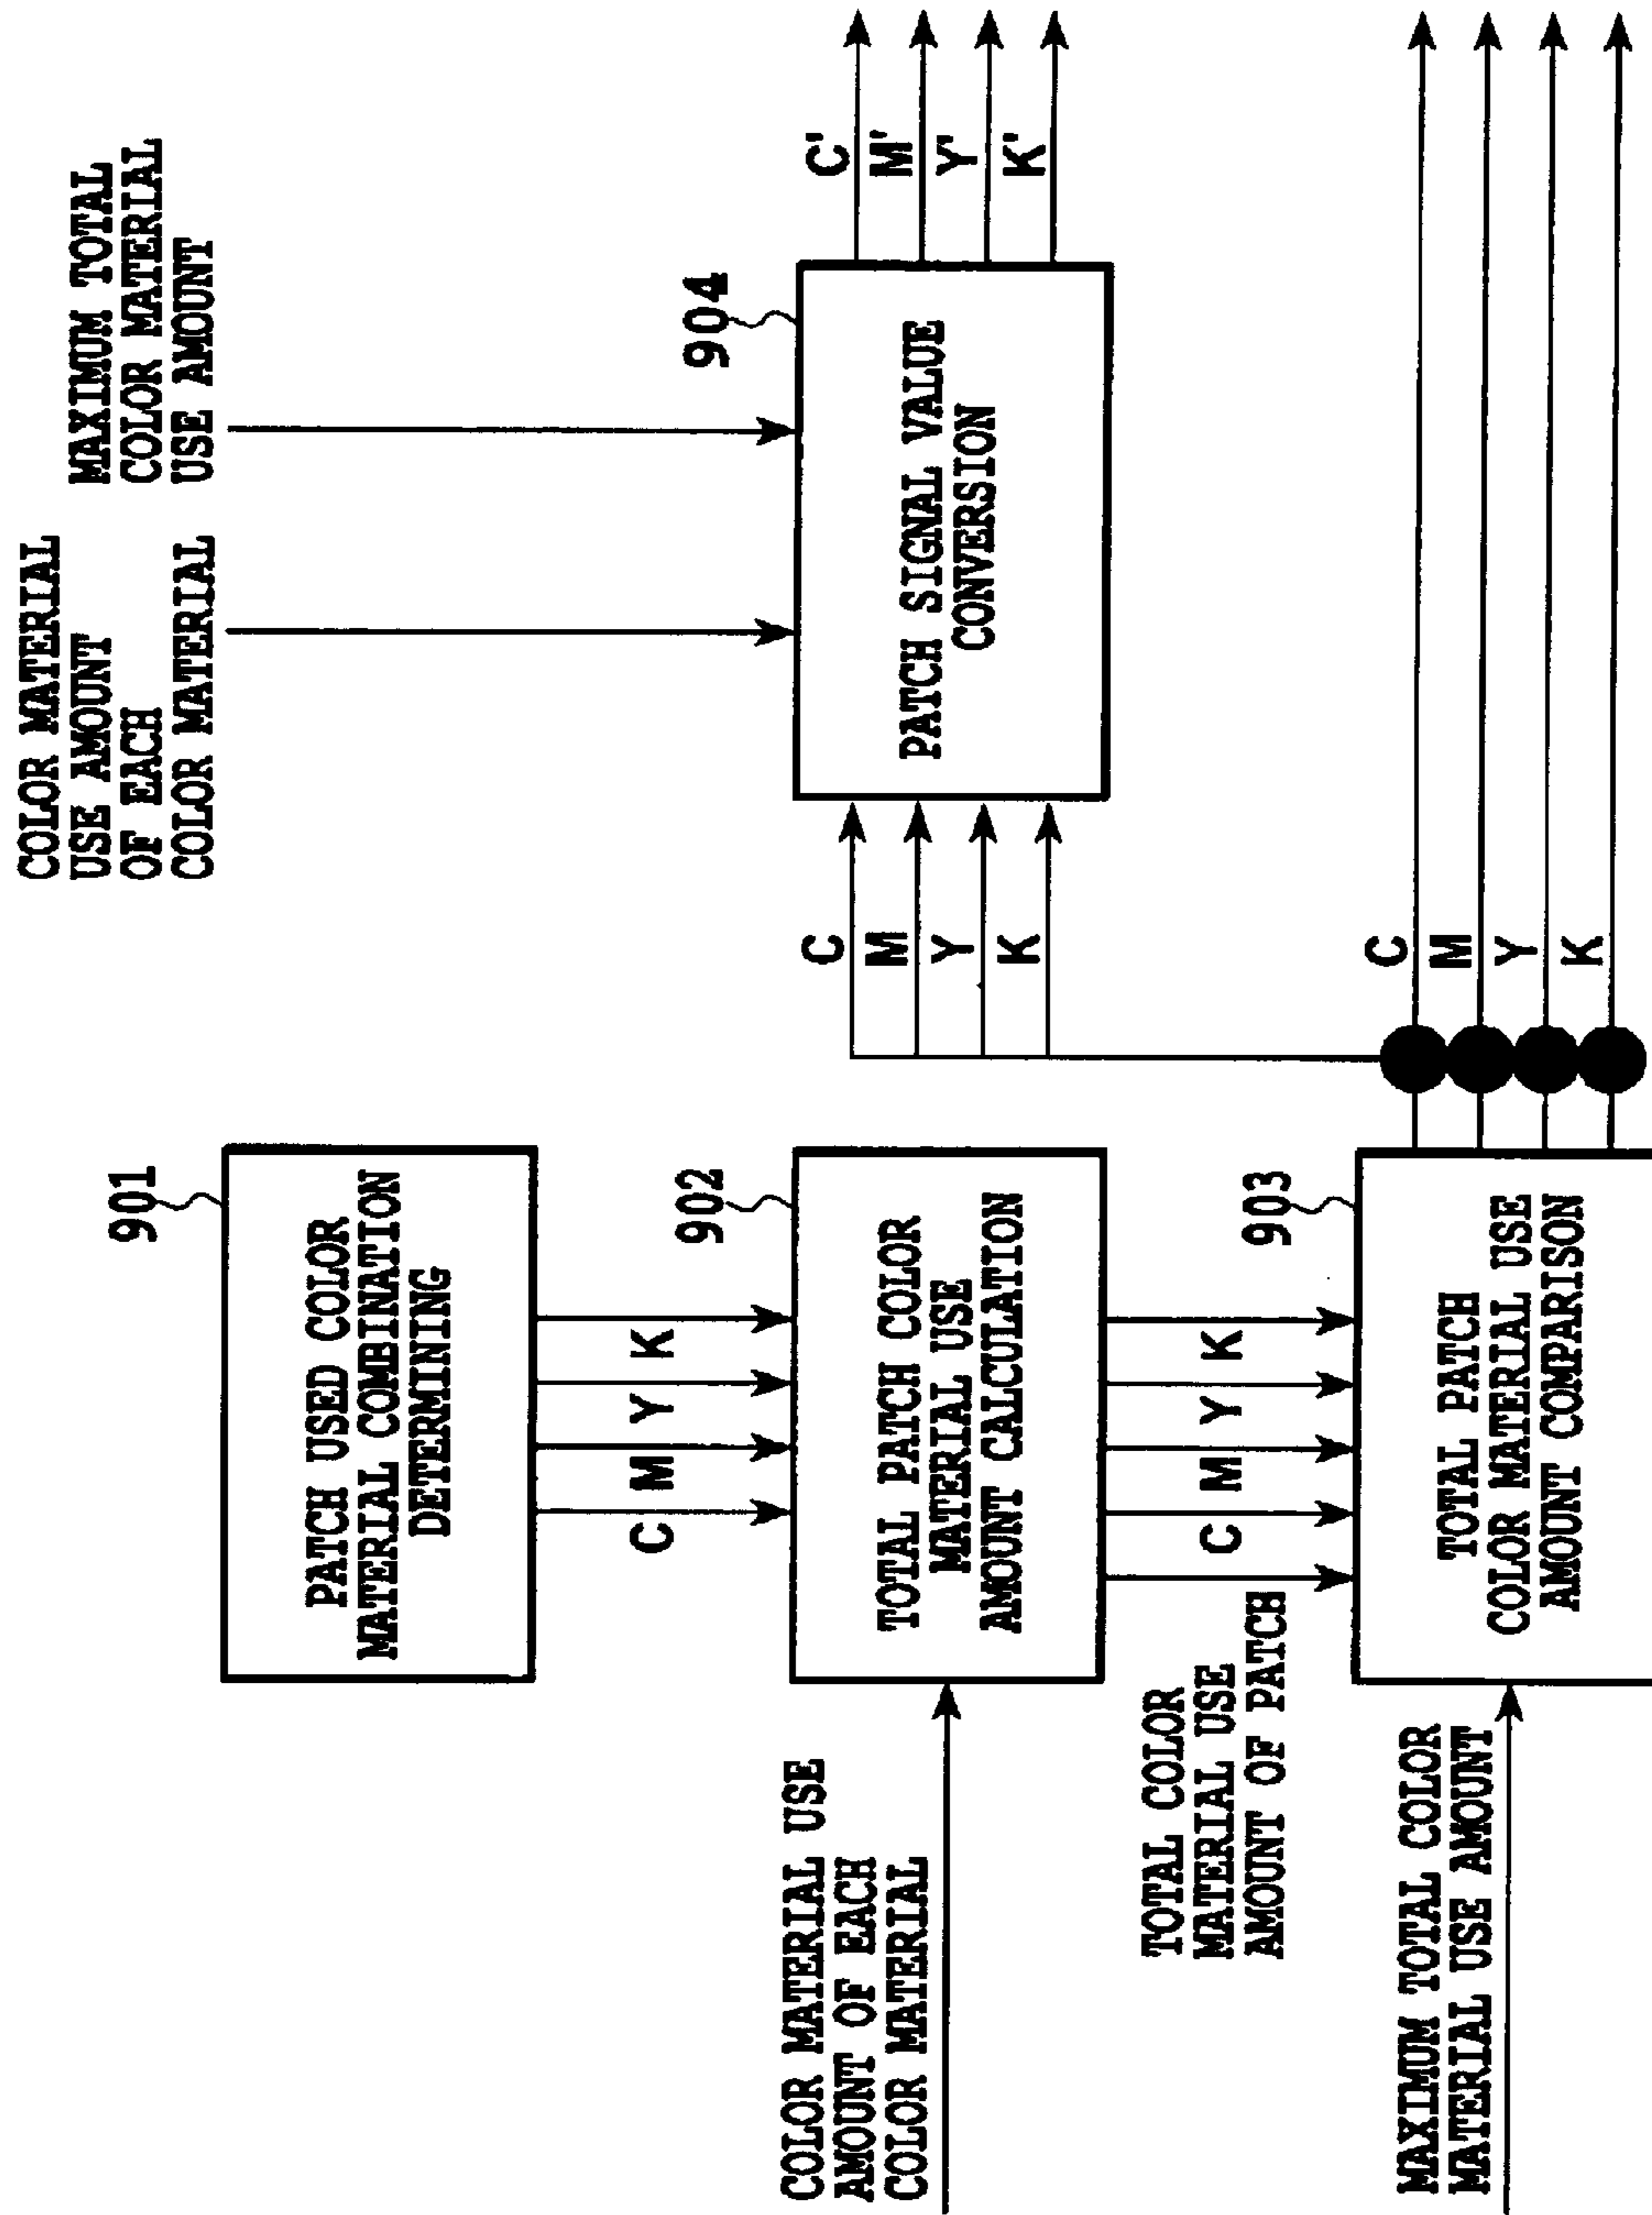 901
PATCH USED COLOR
MATERIAL COMBINATION
DETERMINING
C
M
Y
K
COLOR MATERIAL USE
AMOUNT OF EACH
COLOR MATERIAL
902
TOTAL PATCH COLOR
MATERIAL USE
AMOUNT CALCULATION
TOTAL COLOR
MATERIAL USE
AMOUNT OF PATCH
C
M
Y
K
MAXIMUM TOTAL COLOR
MATERIAL USE AMOUNT
903
TOTAL PATCH
COLOR MATERIAL USE
AMOUNT COMPARISON
C
M
Y
K
COLOR MATERIAL
USE AMOUNT
OF EACH
COLOR MATERIAL
MAXIMUM TOTAL
COLOR MATERIAL
USE AMOUNT
C
M
Y
K
904
PATCH SIGNAL VALUE
CONVERSION
C'
M'
Y'
K'